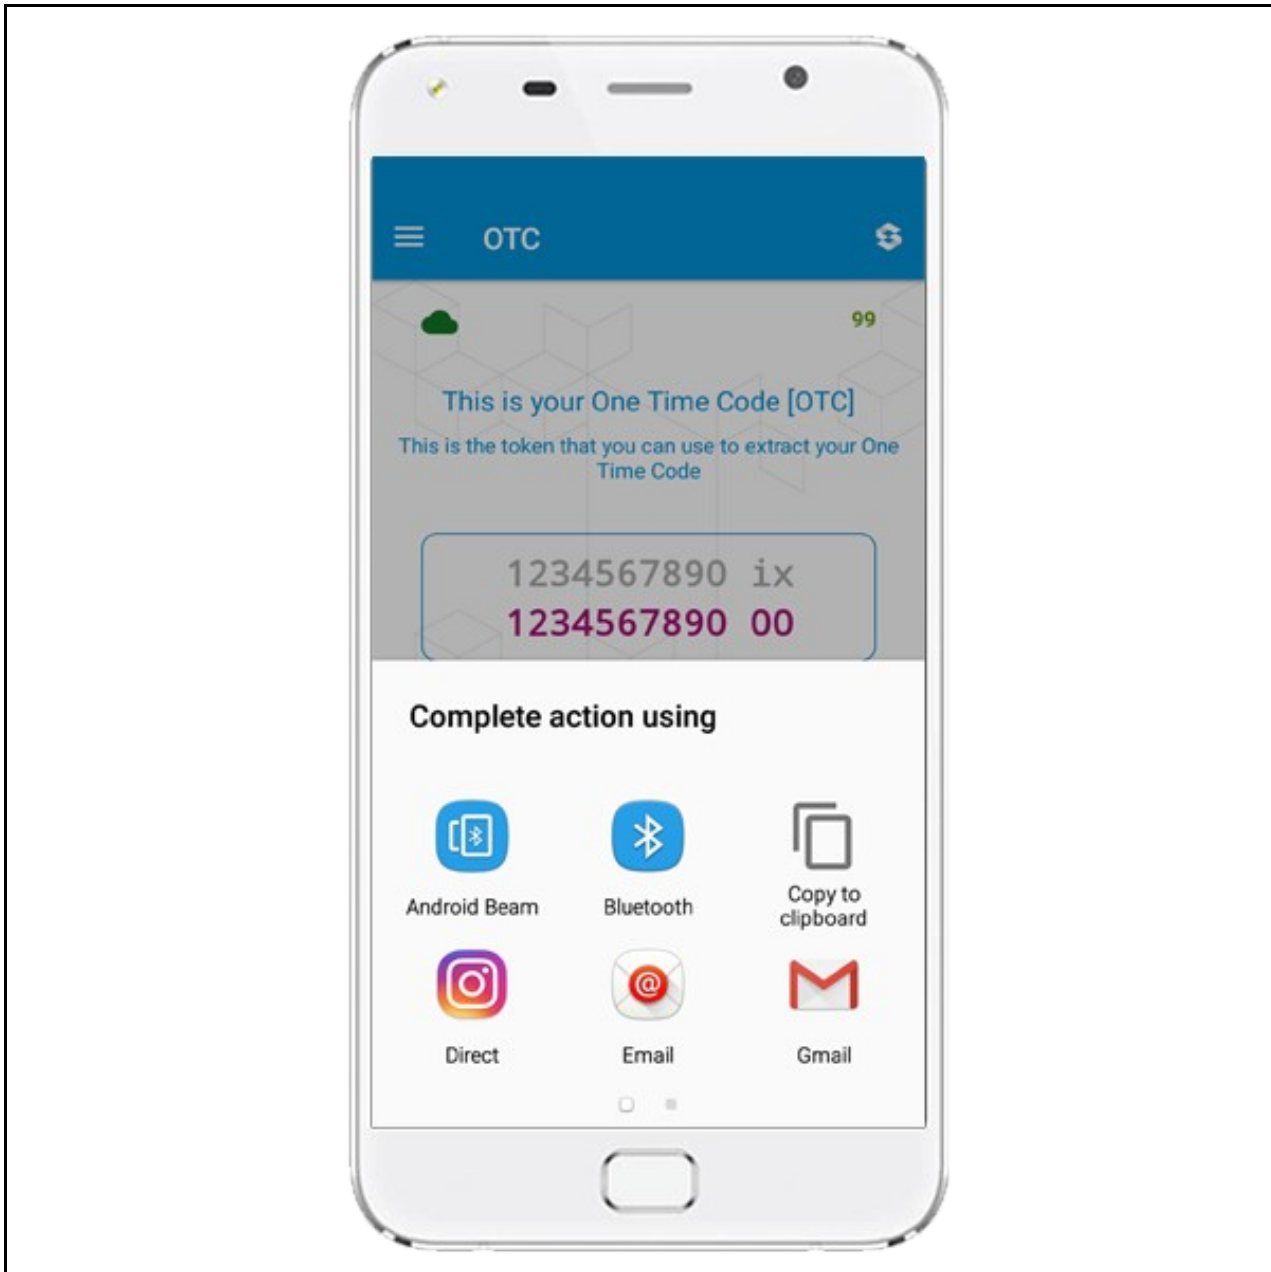 OTC
99
This is your One Time Code [OTC]
This is the token that you can use to extract your One
Time Code
1234567890 ix
1234567890 00
Complete action using
Android Beam
Bluetooth
Copy to
clipboard
Direct
@
Email
Gmail